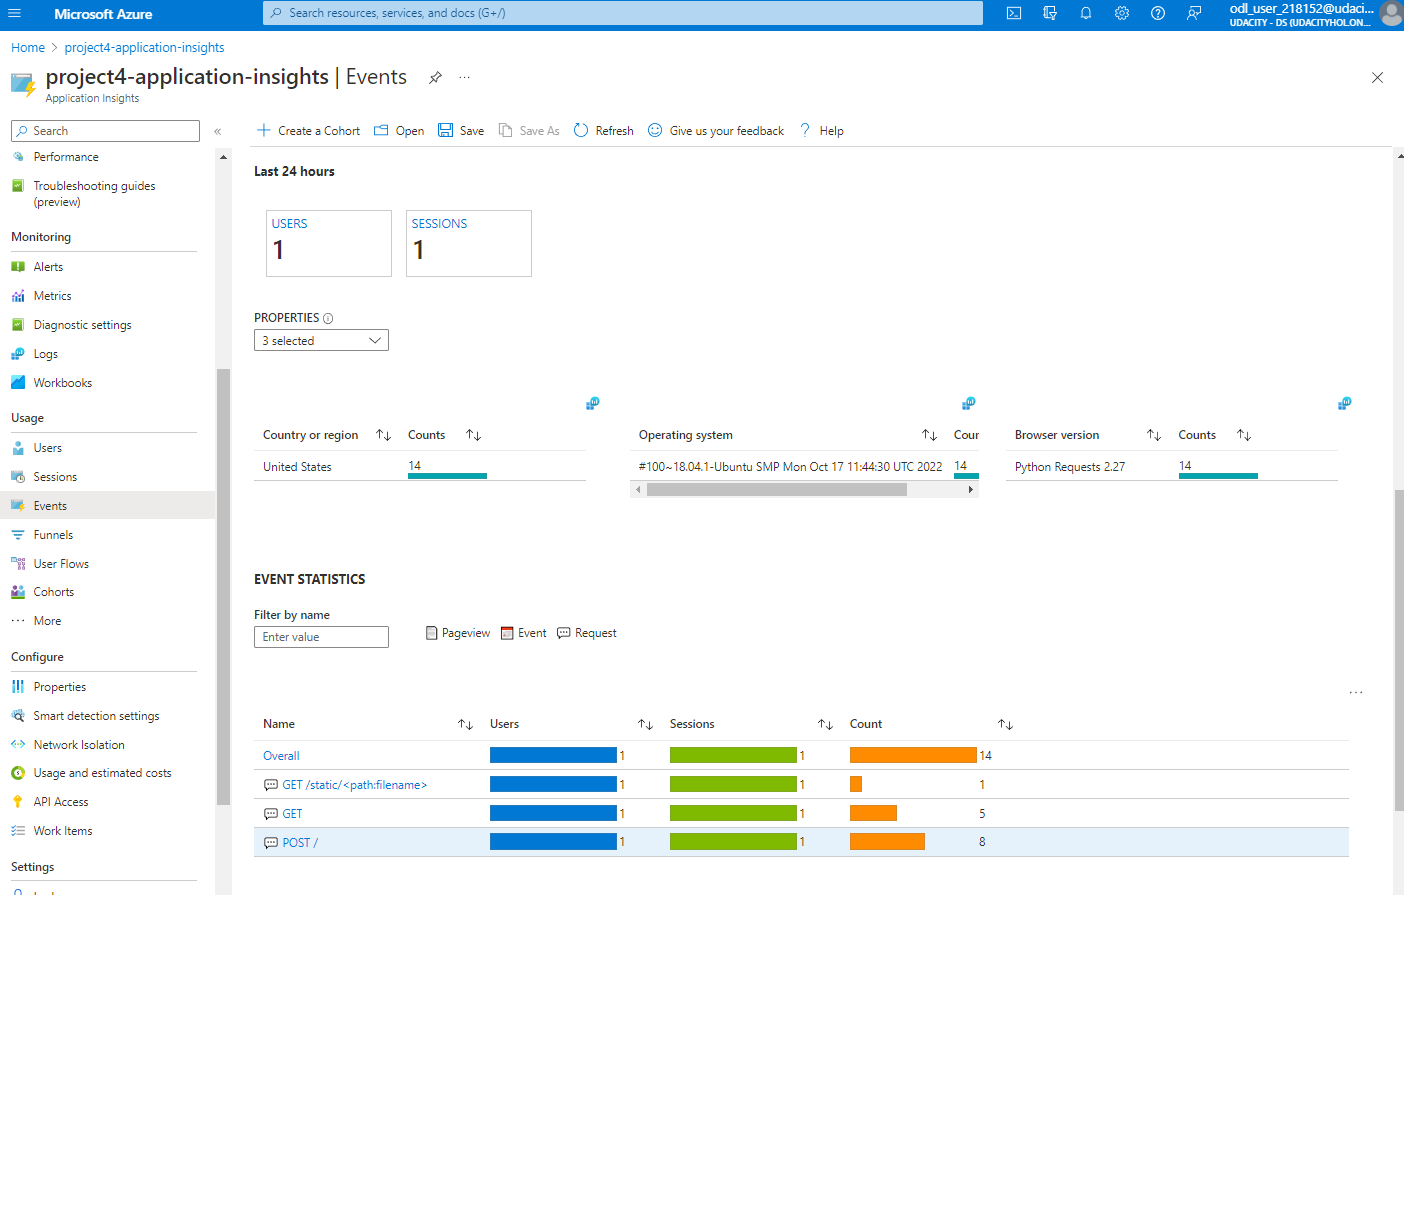 Microsoft Azure
Search resources, services, and docs (G+/)
odl_user_218152@udaci...
UDACITY - DS (UDACITYHOL.ON...
Home > project4-application-insights
project4-application-insights | Events
Application Insights
Search
Create a Cohort Open Save Save As Refresh Give us your feedback Help
Performance
Troubleshooting guides
(preview)
Monitoring
Alerts
Metrics
Diagnostic settings
Logs
Workbooks
Usage
Users
Sessions
Events
Funnels
User Flows
Cohorts
More
Configure
Properties
Smart detection settings
Network Isolation
Usage and estimated costs
API Access
Work Items
Settings
Last 24 hours
USERS
1
SESSIONS
1
PROPERTIES
3 selected
Country or region Counts
United States 14
Operating system Cour
#100~18.04.1-Ubuntu SMP Mon Oct 17 11:44:30 UTC 2022 14
Browser version Counts
Python Requests 2.27 14
EVENT STATISTICS
Filter by name
Enter value
Pageview Event Request
Name Users Sessions Count
Overall 1 1 14
GET /static/<path:filename> 1 1 1
GET 1 1 5
POST / 1 1 8